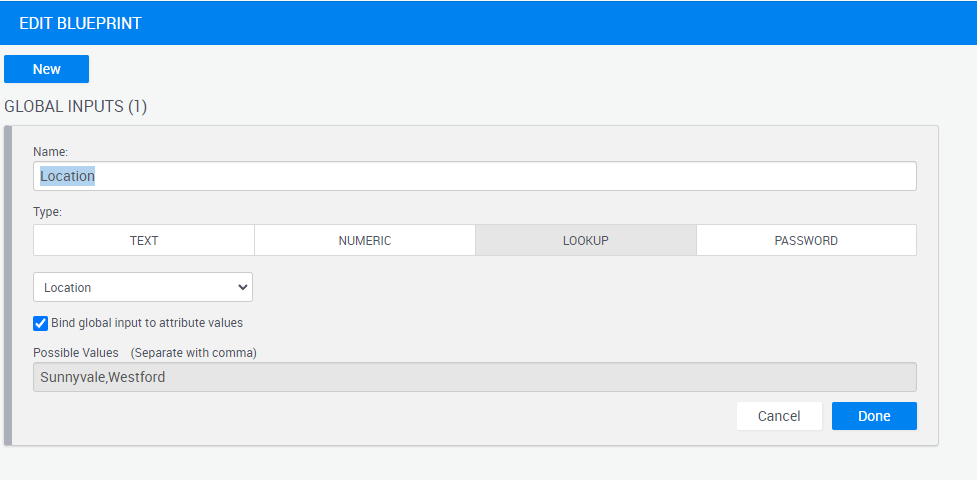 EDIT BLUEPRINT
New
GLOBAL INPUTS (1)
Name:
Location
Type:
TEXT NUMERIC LOOKUP PASSWORD
Location
Bind global input to attribute values
Possible Values (Separate with comma)
Sunnyvale,Westford
Cancel Done